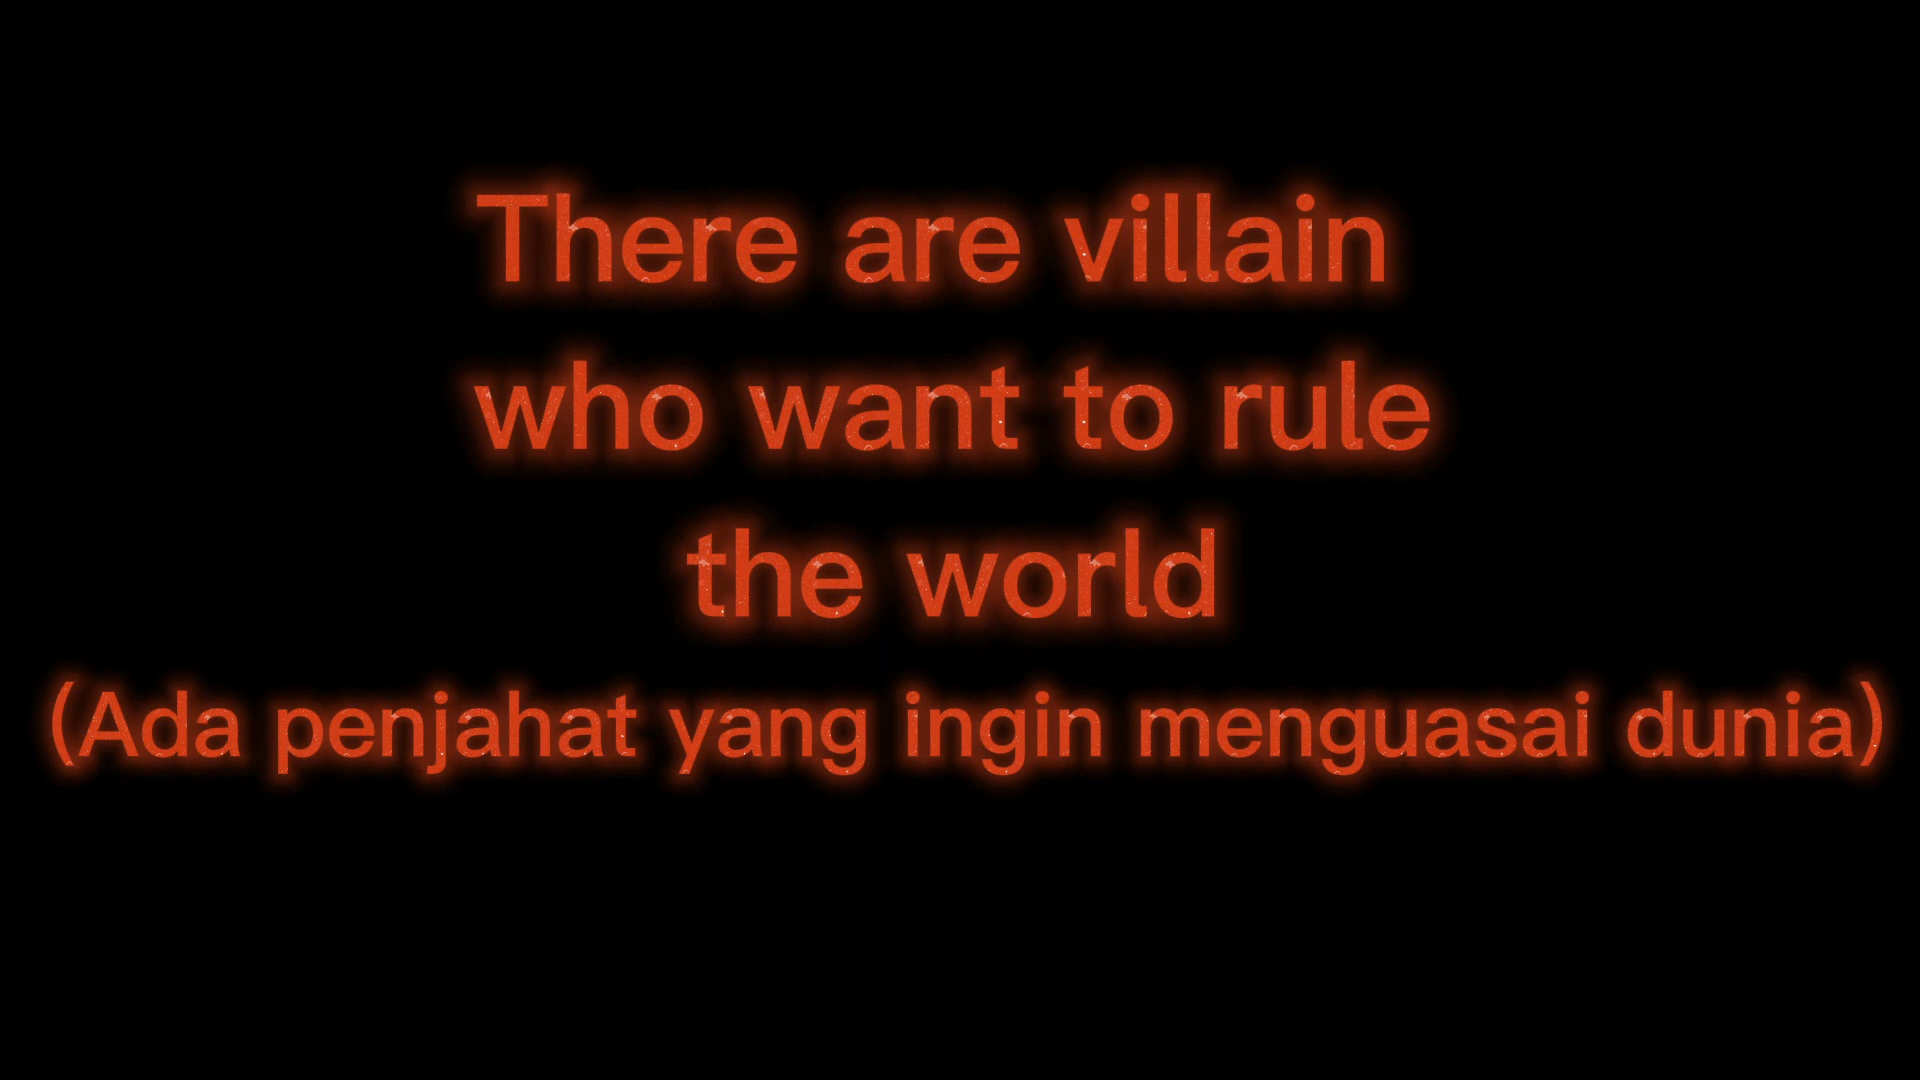 There are villain
who want to rule
the world
(Ada penjahat yang ingin menguasai dunia)